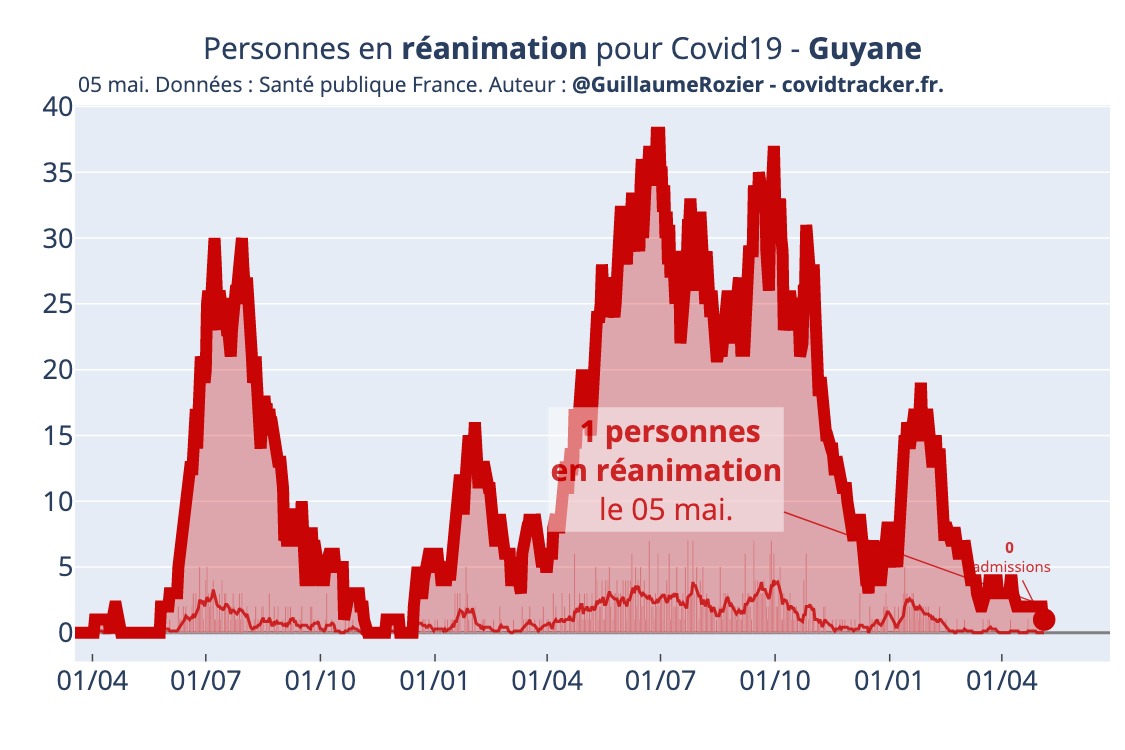 Personnes en réanimation pour Covid19 - Guyane
05 mai. Données : Santé publique France. Auteur : @GuillaumeRozier - covidtracker.fr.
40
35
30
25
20
15
10
5
0
1 personnes
en réanimation
le 05 mai.
0
admissions
01/04 01/07 01/10 01/01 01/04 01/07 01/10 01/01 01/04